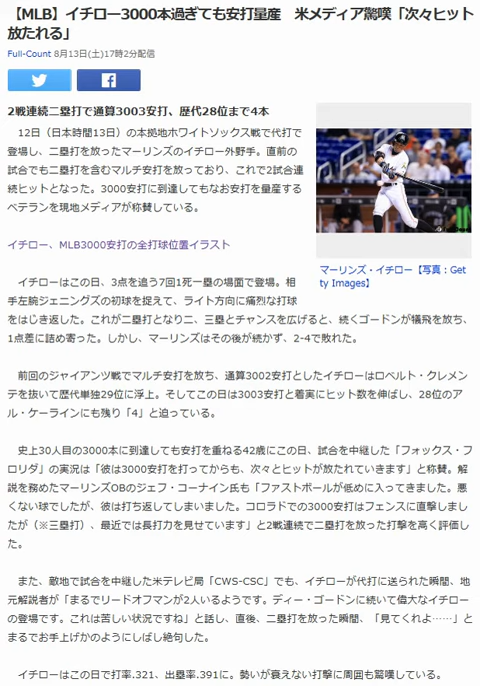 【MLB】イチロー3000本過ぎても安打量産　米メディア驚嘆「次々ヒット
放たれる」
Full-Count 8月13日(土)17時2分配信
2戦連続二塁打で通算3003安打、歴代28位まで4本
　12日（日本時間13日）の本拠地ホワイトソックス戦で代打で
登場し、二塁打を放ったマーリンズのイチロー外野手。直前の
試合でも二塁打を含むマルチ安打を放っており、これで2試合連
続ヒットとなった。3000安打に到達してもなお安打を量産する
ベテランを現地メディアが称賛している。
イチロー、MLB3000安打の全打球位置イラスト
マーリンズ・イチロー【写真：Get
ty Images】
　イチローはこの日、3点を追う7回1死一塁の場面で登場。相
手左腕ジェニングズの初球を捉えて、ライト方向に痛烈な打球
をはじき返した。これが二塁打となり二、三塁とチャンスを広げると、続くゴードンが犠飛を放ち、
1点差に詰め寄った。しかし、マーリンズはその後が続かず、2-4で敗れた。
　前回のジャイアンツ戦でマルチ安打を放ち、通算3002安打としたイチローはロベルト・クレメン
テを抜いて歴代単独29位に浮上。そしてこの日は3003安打と着実にヒット数を伸ばし、28位のア
ル・ケーラインにも残り「4」と迫っている。
　史上30人目の3000本に到達しても安打を重ねる42歳にこの日、試合を中継した「フォックス・フ
ロリダ」の実況は「彼は3000安打を打ってからも、次々とヒットが放たれていきます」と称賛。解
説を務めたマーリンズOBのジェフ・コーナイン氏も「ファストボールが低めに入ってきました。悪
くない球でしたが、彼は打ち返してしまいました。コロラドでの3000安打はフェンスに直撃しまし
たが（※三塁打）、最近では長打力を見せています」と2戦連続で二塁打を放った打撃を高く評価し
た。
　また、敵地で試合を中継した米テレビ局「CWS-CSC」でも、イチローが代打に送られた瞬間、地
元解説者が「まるでリードオフマンが2人いるようです。ディー・ゴードンに続いて偉大なイチロー
の登場です。これは苦しい状況ですね」と話し、直後、二塁打を放った瞬間、「見てくれよ……」と
まるでお手上げかのようにしばし絶句した。
　イチローはこの日で打率.321、出塁率.391に。勢いが衰えない打撃に周囲も驚嘆している。